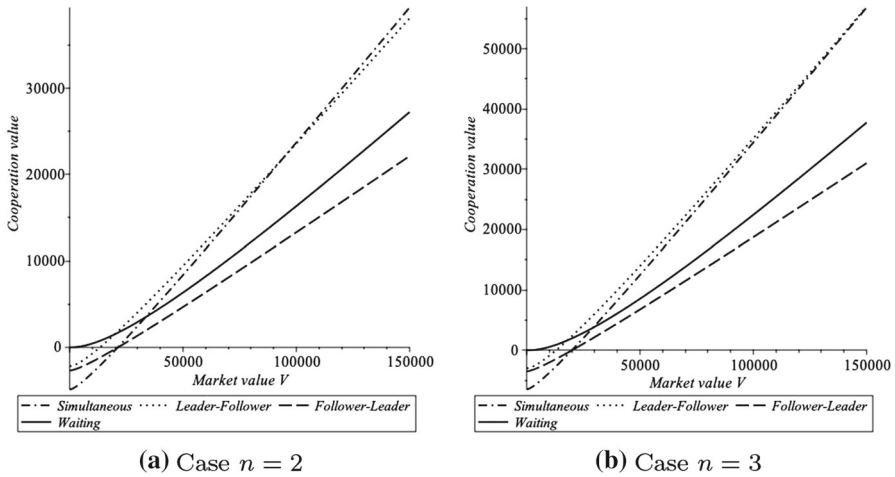 Cooperation value
30000
20000
10000
0
50000
100000
150000
Market value V
Simultaneous
Leader-Follower
Follower-Leader
Waiting
(a) Case n = 2
Cooperation value
50000
40000
30000
20000
10000
0
50000
100000
150000
Market value V
Simultaneous
Leader-Follower
Follower-Leader
Waiting
(b) Case n = 3